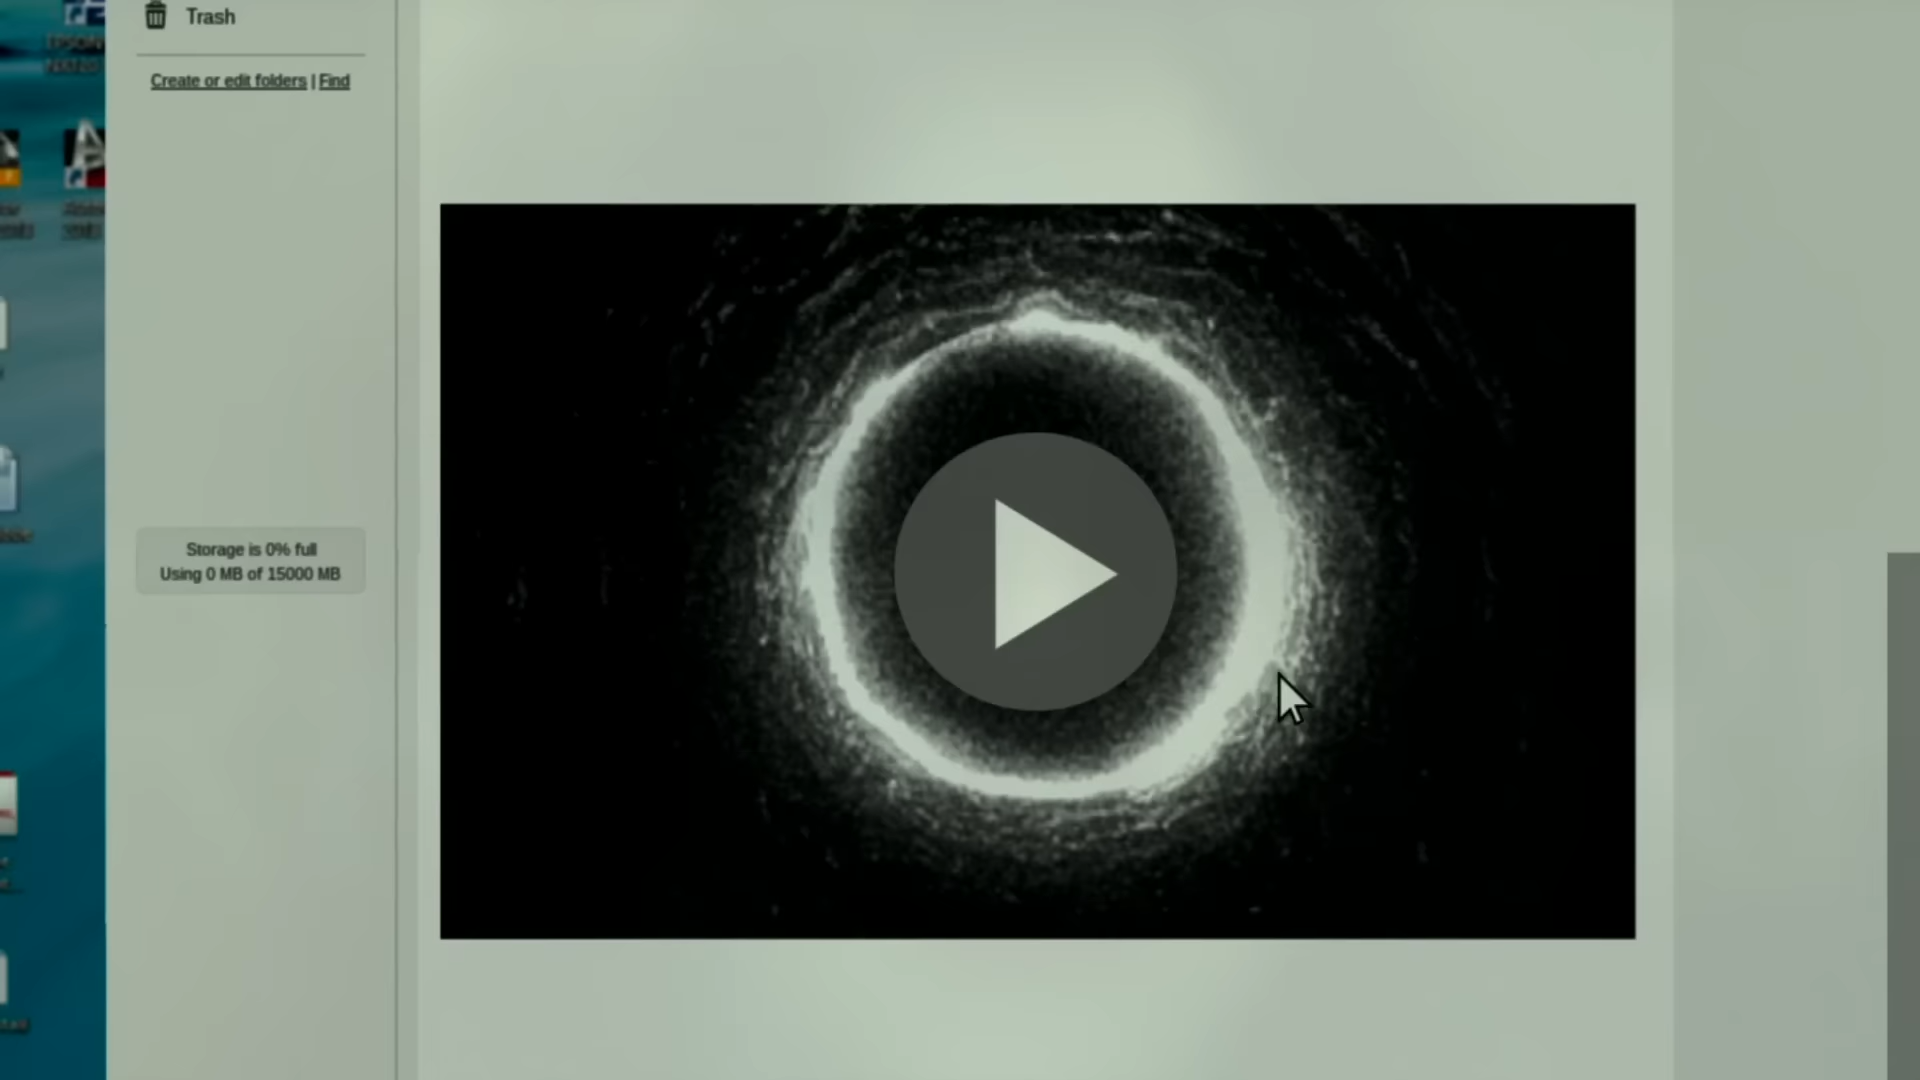 Trash
Create or edit folders | Find
Storage is 0% full
Using 0 MB of 15000 MB